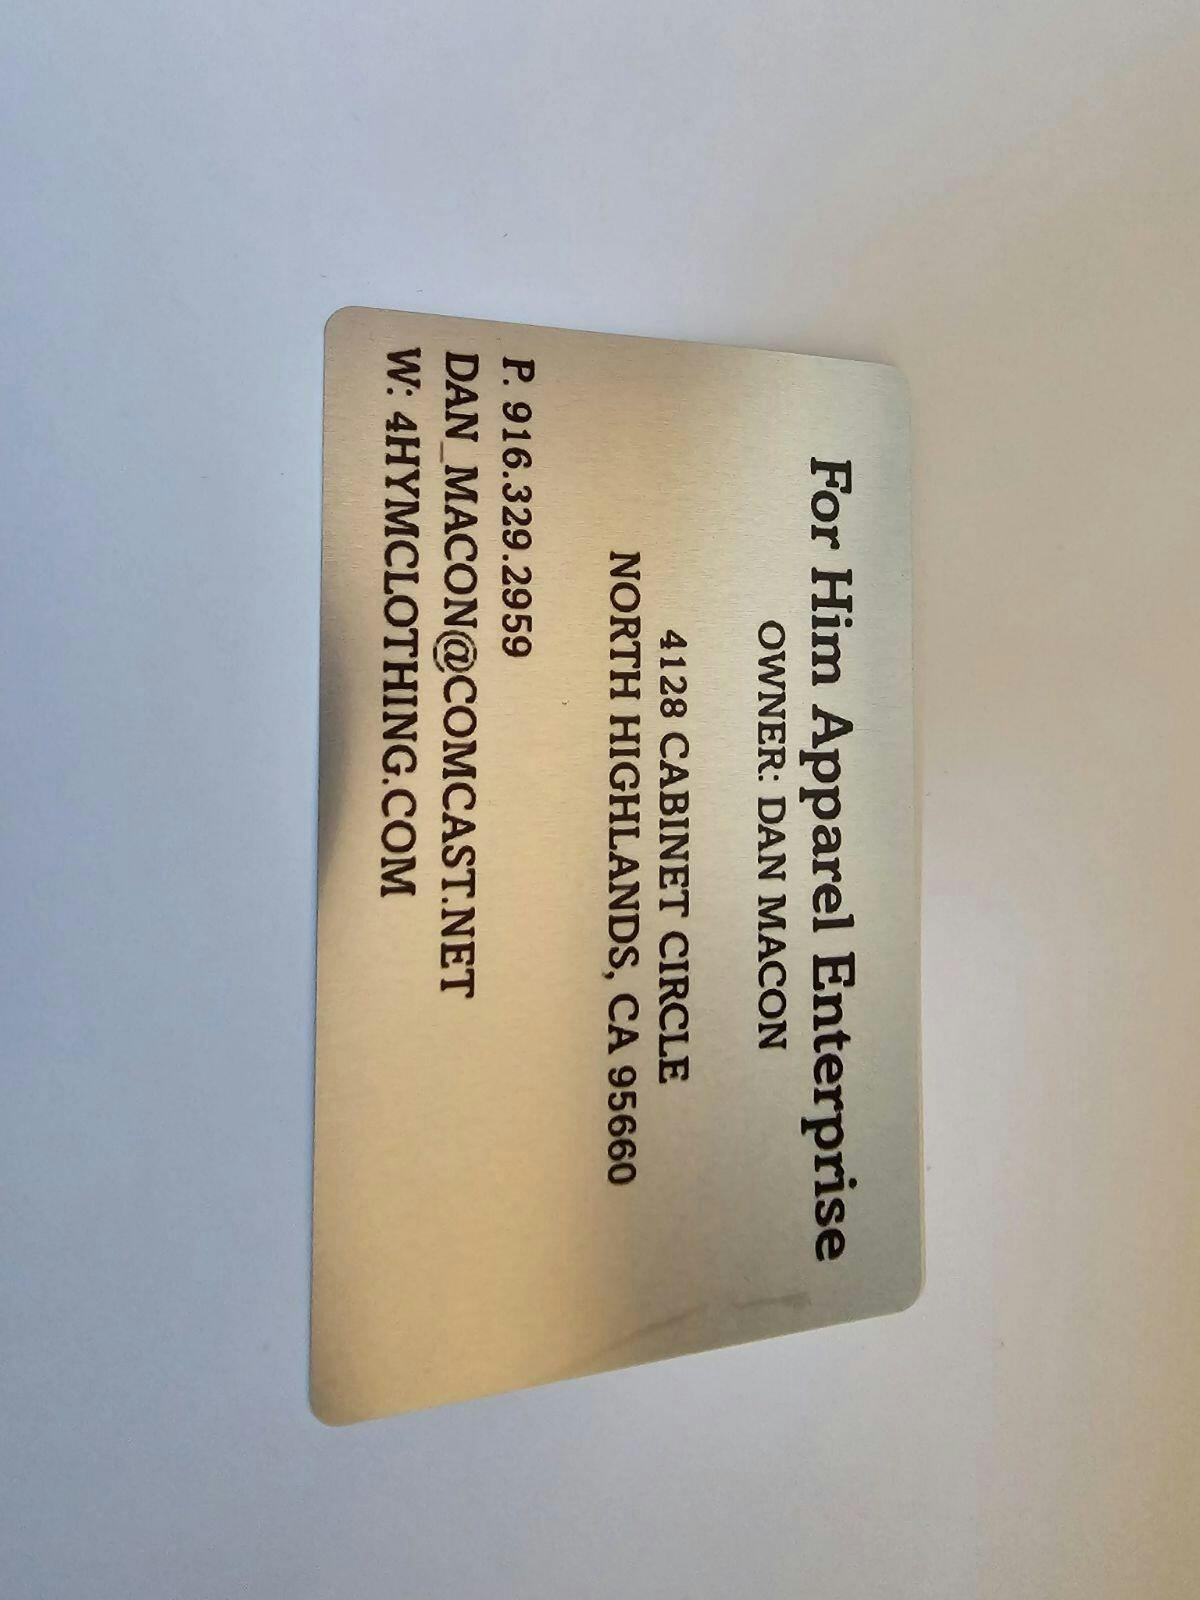 For Him Apparel Enterprise
OWNER: DAN MACON
4128 CABINET CIRCLE
NORTH HIGHLANDS, CA 95660
P. 916.329.2959
DAN_MACON@COMCAST.NET
W: 4HYMCLOTHING.COM